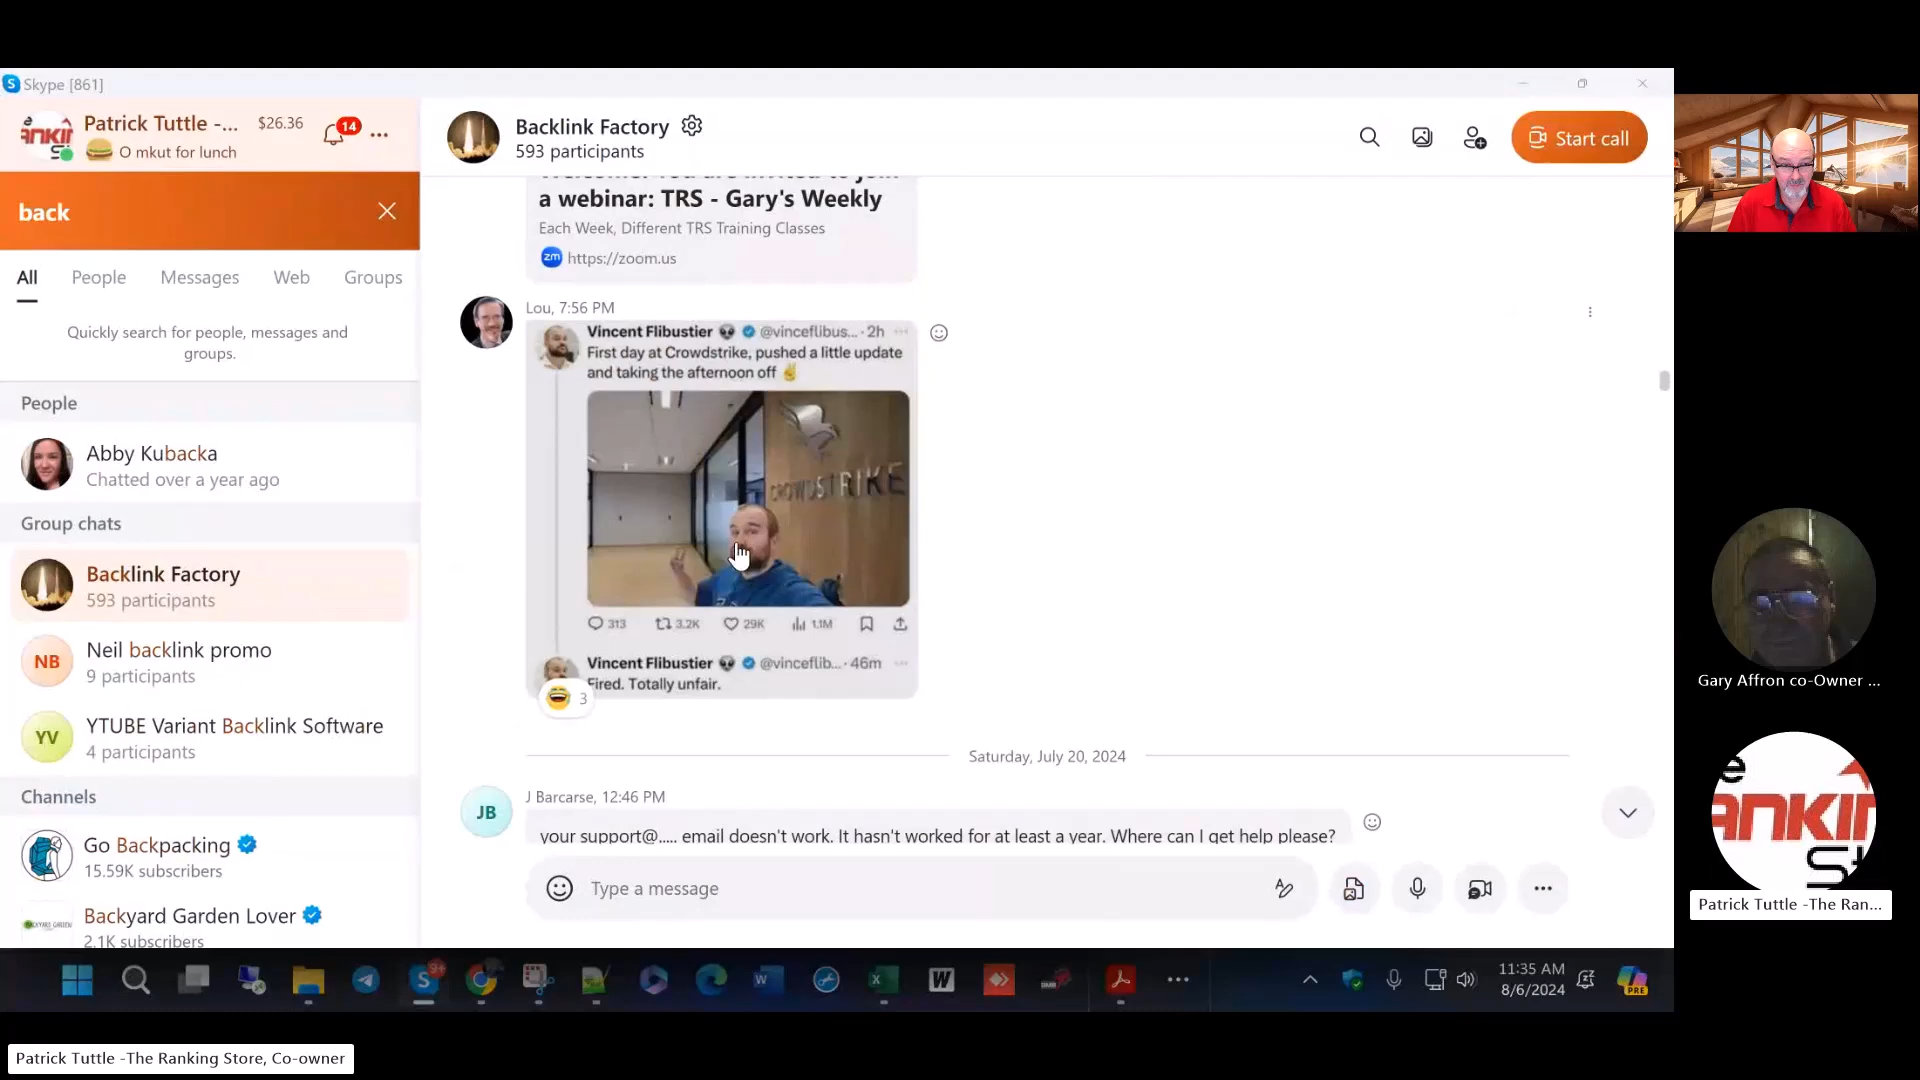 Skype [861]
Patrick Tuttle -...
$26.36
14
O mkut for lunch
back
All
People
Messages
Web
Groups
Quickly search for people, messages and
groups.
People
Abby Kubacka
Chatted over a year ago
Group chats
Backlink Factory
593 participants
NB
Neil backlink promo
9 participants
YV
YTUBE Variant Backlink Software
4 participants
Channels
Go Backpacking
15.59K subscribers
Backyard Garden Lover
2.1K subscribers
Backlink Factory
593 participants
Start call
a webinar: TRS - Gary's Weekly
Each Week, Different TRS Training Classes
zm
https://zoom.us
Lou, 7:56 PM
Vincent Flibustier @vinceflibus... · 2h
First day at Crowdstrike, pushed a little update
and taking the afternoon off
CROWDSTRIKE
313
3.2K
29K
1.1M
Vincent Flibustier @vinceflib... · 46m
Fired. Totally unfair.
3
Saturday, July 20, 2024
JB
J Barcarse, 12:46 PM
your support@..... email doesn't work. It hasn't worked for at least a year. Where can I get help please?
Type a message
9+
11:35 AM
8/6/2024
PRE
Gary Affron co-Owner ...
Patrick Tuttle -The Ran...
Patrick Tuttle -The Ranking Store, Co-owner